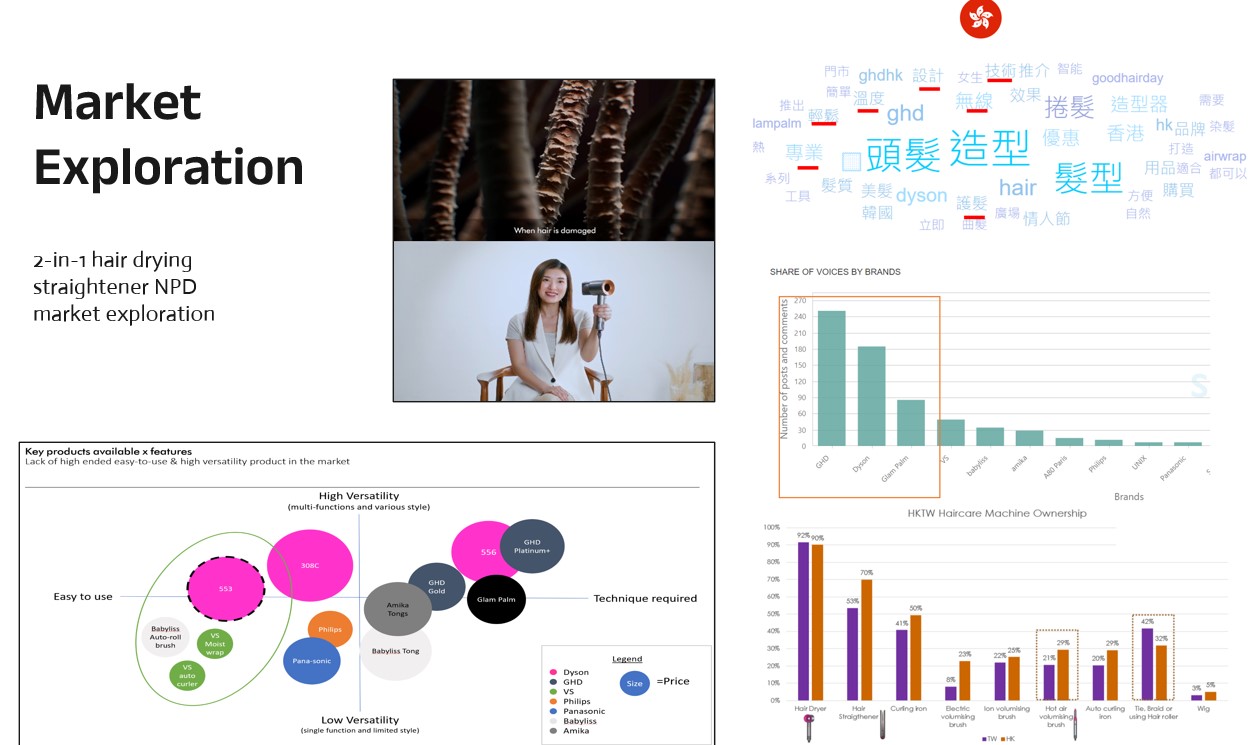 Market
Exploration
2-in-1 hair drying
straightener NPD
market exploration
When hair is damaged
門市
ghdhk
設計
女生
技術
推介
智能
goodhairday
推出
簡單
溫度
無線
效果
捲髮
造型器
需要
lampalm
輕鬆
ghd
hk
品牌
染髮
熱
專業
頭髮
造型
優惠
香港
打造
airwrap
系列
髮質
美髮
dyson
hair
髮型
用品
適合
都可以
工具
韓國
護髮
廣場
情人節
方便
購買
立即
曲髮
自然
SHARE OF VOICES BY BRANDS
Number of posts and comments
270
240
210
180
150
120
90
60
30
0
GHD
Dyson
Glam Palm
VS
babyliss
amika
A80 Paris
Philips
UNIX
Panasonic
S
Brands
Key products available x features
Lack of high ended easy-to-use & high versatility product in the market
High Versatility
(multi-functions and various style)
Easy to use
Technique required
Low Versatility
(single function and limited style)
553
308C
556
GHD
Platinum+
GHD
Gold
Glam Palm
Amika
Tongs
Babyliss
Auto-roll
brush
VS
Moist
wrap
VS
auto
curler
Philips
Pana-sonic
Babyliss Tong
Legend
Dyson
GHD
VS
Philips
Panasonic
Babyliss
Amika
Size
=Price
HKTW Haircare Machine Ownership
100%
90%
80%
70%
60%
50%
40%
30%
20%
10%
0%
92% 90%
53% 70%
41% 50%
8% 23%
22% 25%
21% 29%
20% 29%
42% 32%
3% 5%
Hair Dryer
Hair
Straigthener
Curling Iron
Electric
volumising
brush
Ion volumising
brush
Hot air
volumising
brush
Auto curling
iron
Tie, Braid or
using Hair roller
Wig
TW HK